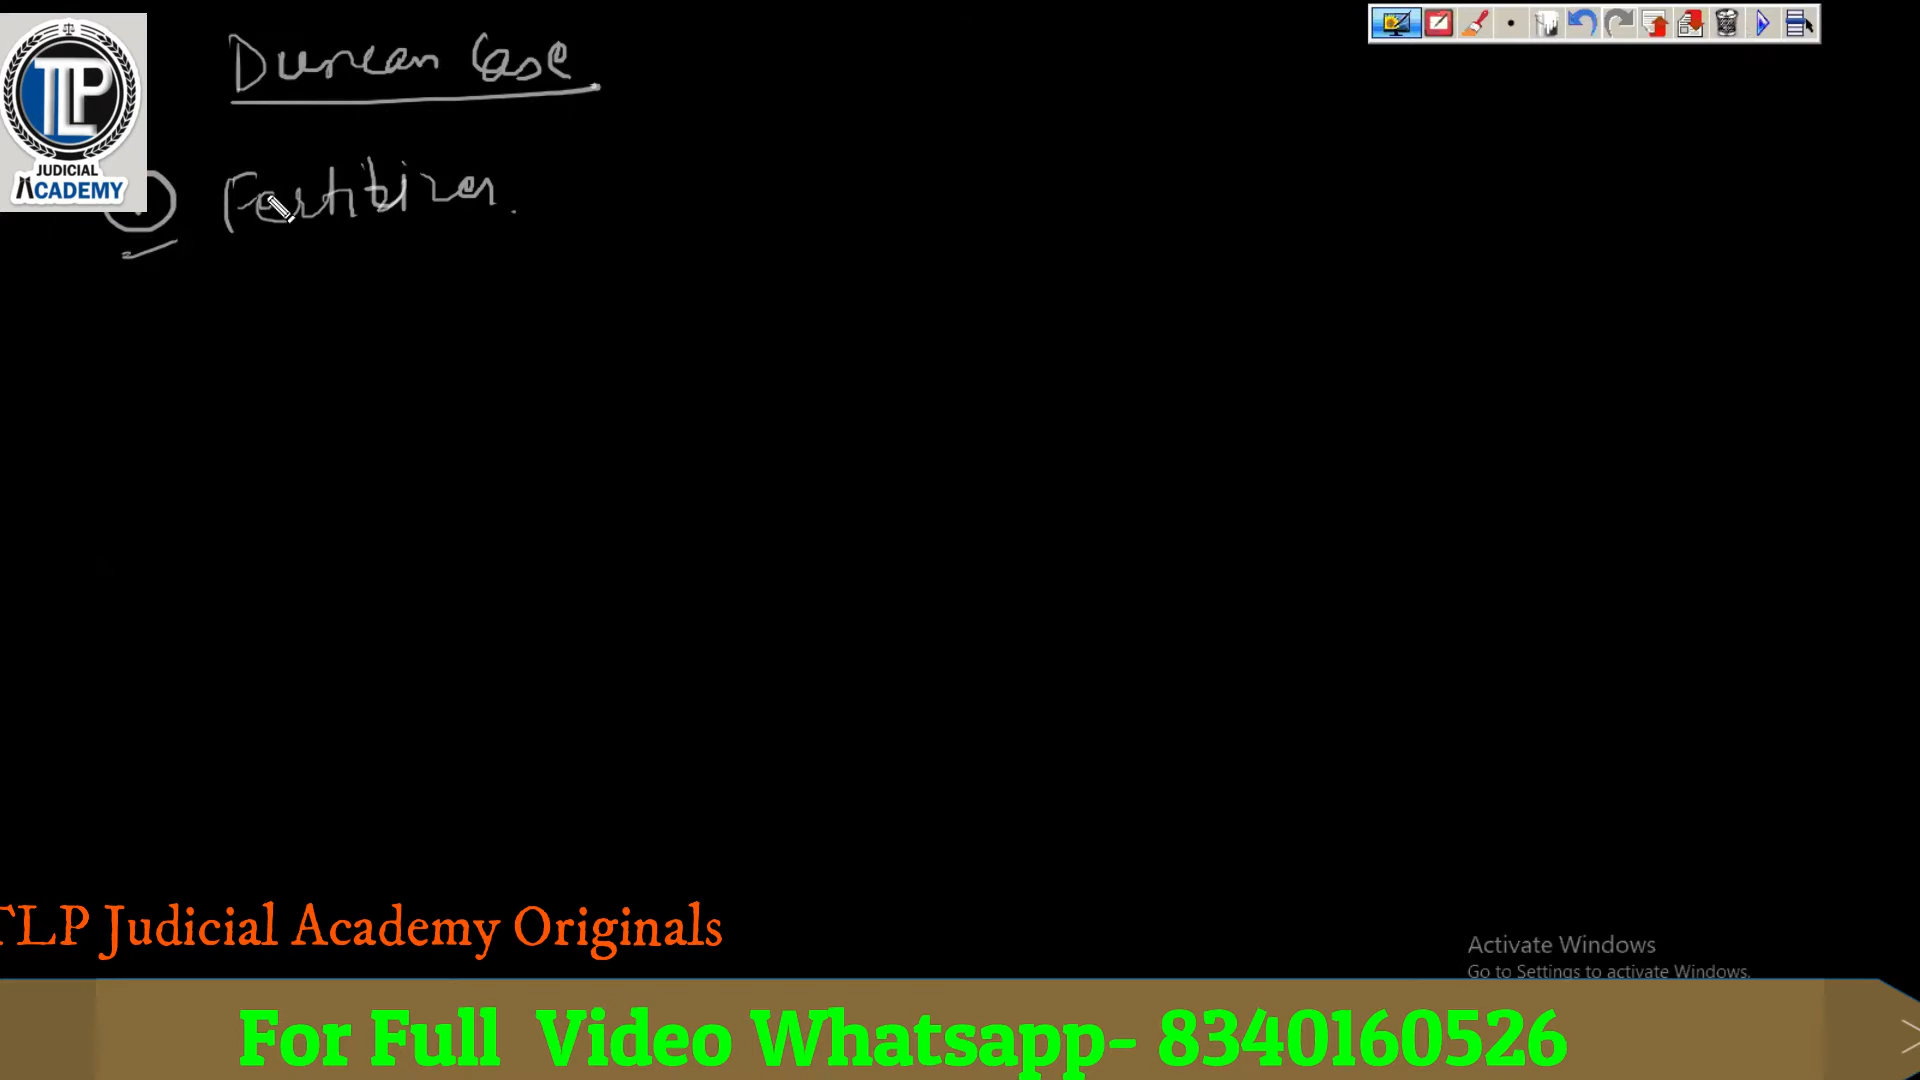 Duncan Case
TLP
JUDICIAL
ACADEMY
Fertilizer.
TLP Judicial Academy Originals
Activate Windows
Go to Settings to activate Windows.
For Full Video Whatsapp- 8340160526